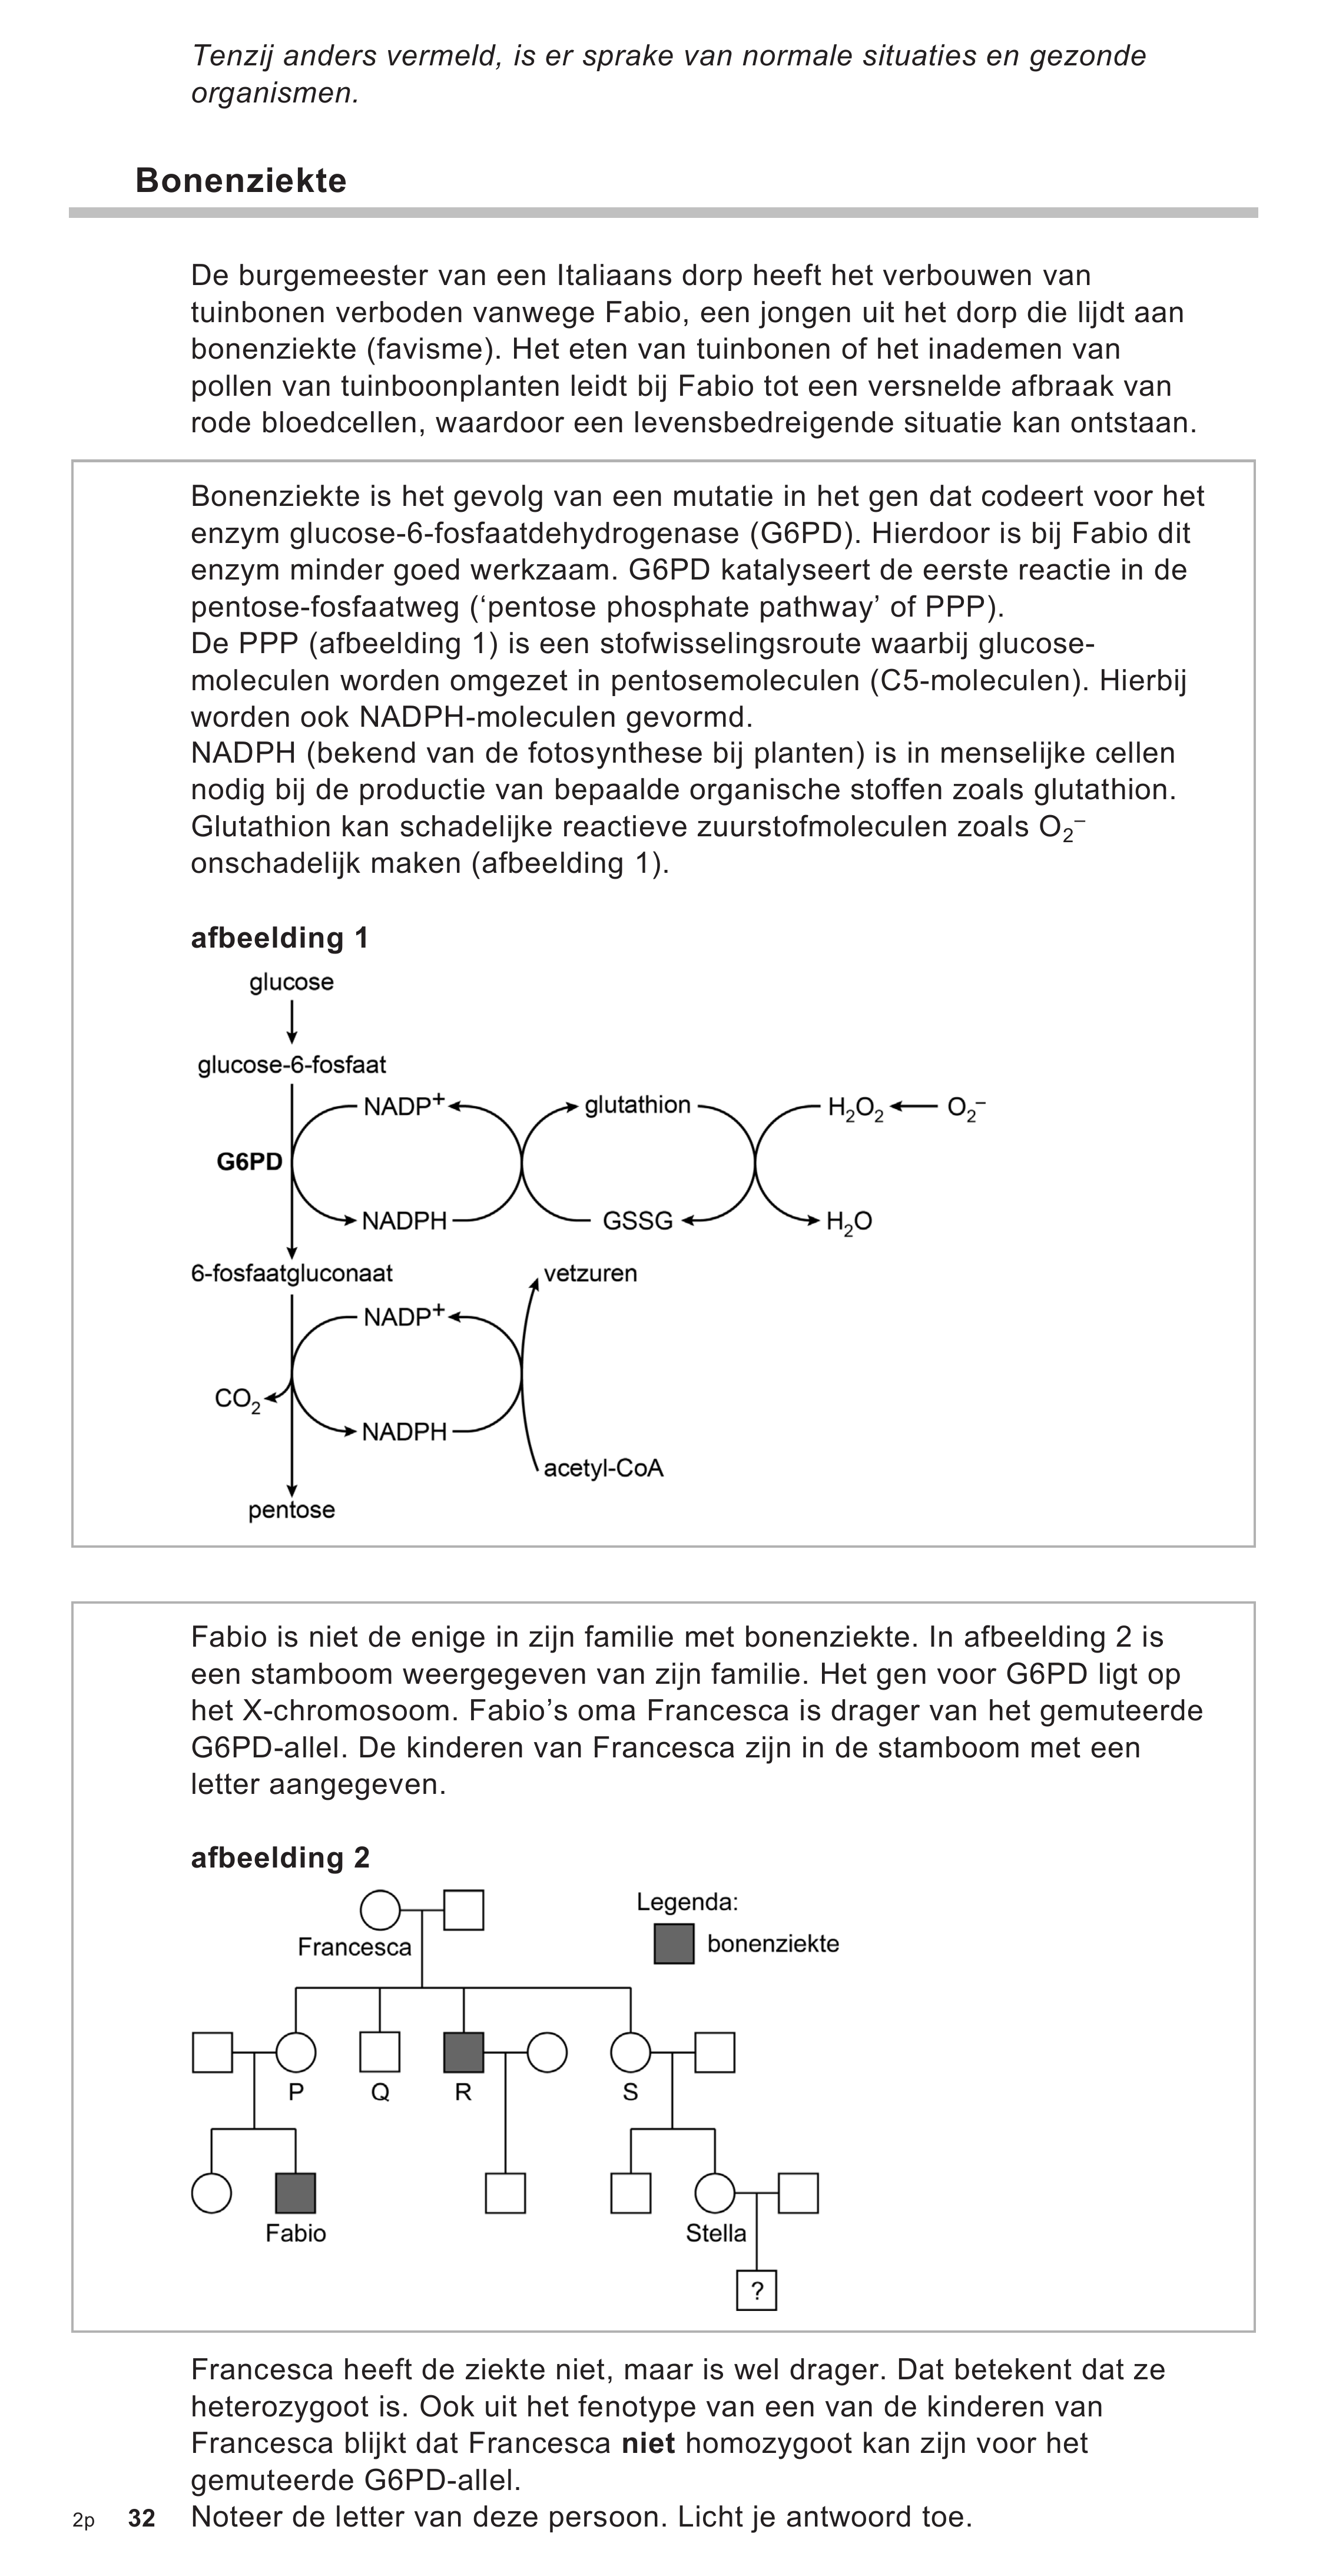 Tenzij anders vermeld, is er sprake van normale situaties en gezonde
organismen.
Bonenziekte
De burgemeester van een Italiaans dorp heeft het verbouwen van
tuinbonen verboden vanwege Fabio, een jongen uit het dorp die lijdt aan
bonenziekte (favisme). Het eten van tuinbonen of het inademen van
pollen van tuinboonplanten leidt bij Fabio tot een versnelde afbraak van
rode bloedcellen, waardoor een levensbedreigende situatie kan ontstaan.
Bonenziekte is het gevolg van een mutatie in het gen dat codeert voor het
enzym glucose-6-fosfaatdehydrogenase (G6PD). Hierdoor is bij Fabio dit
enzym minder goed werkzaam. G6PD katalyseert de eerste reactie in de
pentose-fosfaatweg (‘pentose phosphate pathway’ of PPP).
De PPP (afbeelding 1) is een stofwisselingsroute waarbij glucose-
moleculen worden omgezet in pentosemoleculen (C5-moleculen). Hierbij
worden ook NADPH-moleculen gevormd.
NADPH (bekend van de fotosynthese bij planten) is in menselijke cellen
nodig bij de productie van bepaalde organische stoffen zoals glutathion.
Glutathion kan schadelijke reactieve zuurstofmoleculen zoals O₂⁻
onschadelijk maken (afbeelding 1).
afbeelding 1
glucose
glucose-6-fosfaat
NADP⁺ glutathion H₂O₂ O₂⁻
G6PD
NADPH GSSG H₂O
6-fosfaatgluconaat vetzuren
NADP⁺
CO₂
NADPH
acetyl-CoA
pentose
Fabio is niet de enige in zijn familie met bonenziekte. In afbeelding 2 is
een stamboom weergegeven van zijn familie. Het gen voor G6PD ligt op
het X-chromosoom. Fabio’s oma Francesca is drager van het gemuteerde
G6PD-allel. De kinderen van Francesca zijn in de stamboom met een
letter aangegeven.
afbeelding 2
Legenda:
Francesca bonenziekte
P Q R S
Fabio Stella
?
Francesca heeft de ziekte niet, maar is wel drager. Dat betekent dat ze
heterozygoot is. Ook uit het fenotype van een van de kinderen van
Francesca blijkt dat Francesca niet homozygoot kan zijn voor het
gemuteerde G6PD-allel.
2p 32 Noteer de letter van deze persoon. Licht je antwoord toe.